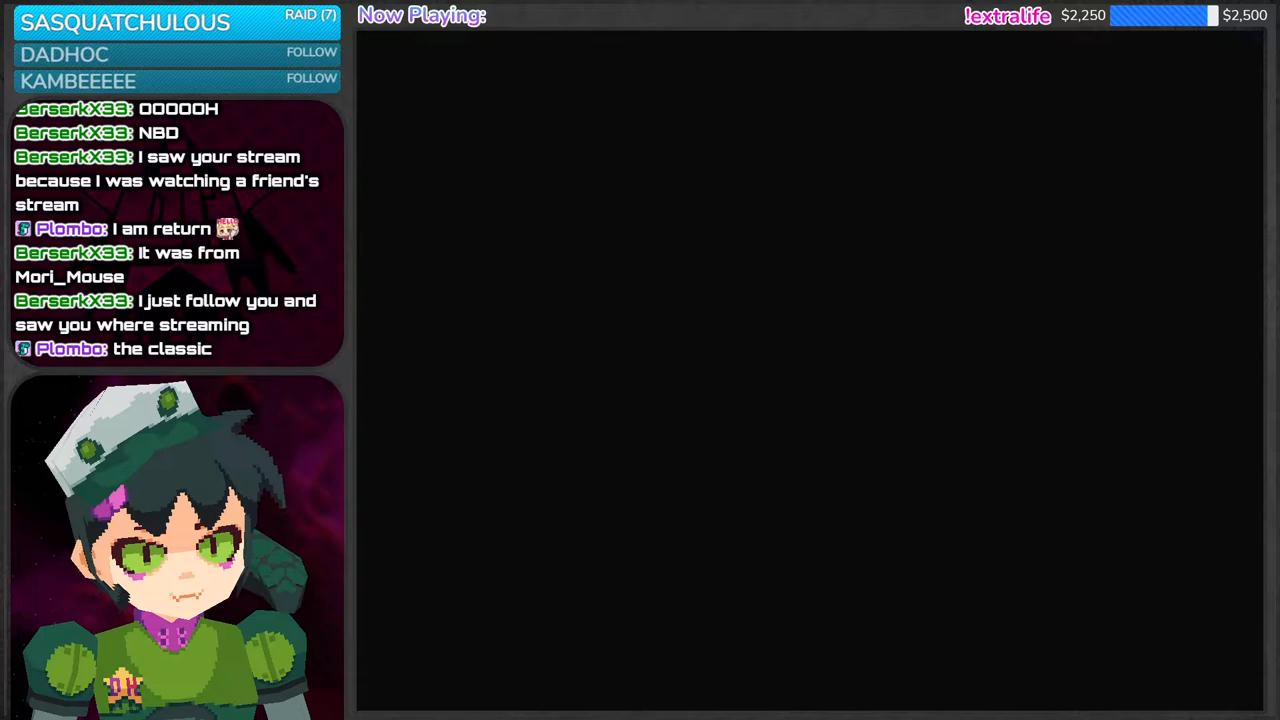 SASQUATCHULOUS RAID (7)
DADHOC FOLLOW
KAMBEEEEE FOLLOW
BerserkX33: OOOOOH
BerserkX33: NBD
BerserkX33: I saw your stream
because I was watching a friend's
stream
Plombo: I am return HELLO
BerserkX33: It was from
Mori_Mouse
BerserkX33: I just follow you and
saw you where streaming
Plombo: the classic
Now Playing:
!extralife $2,250 $2,500